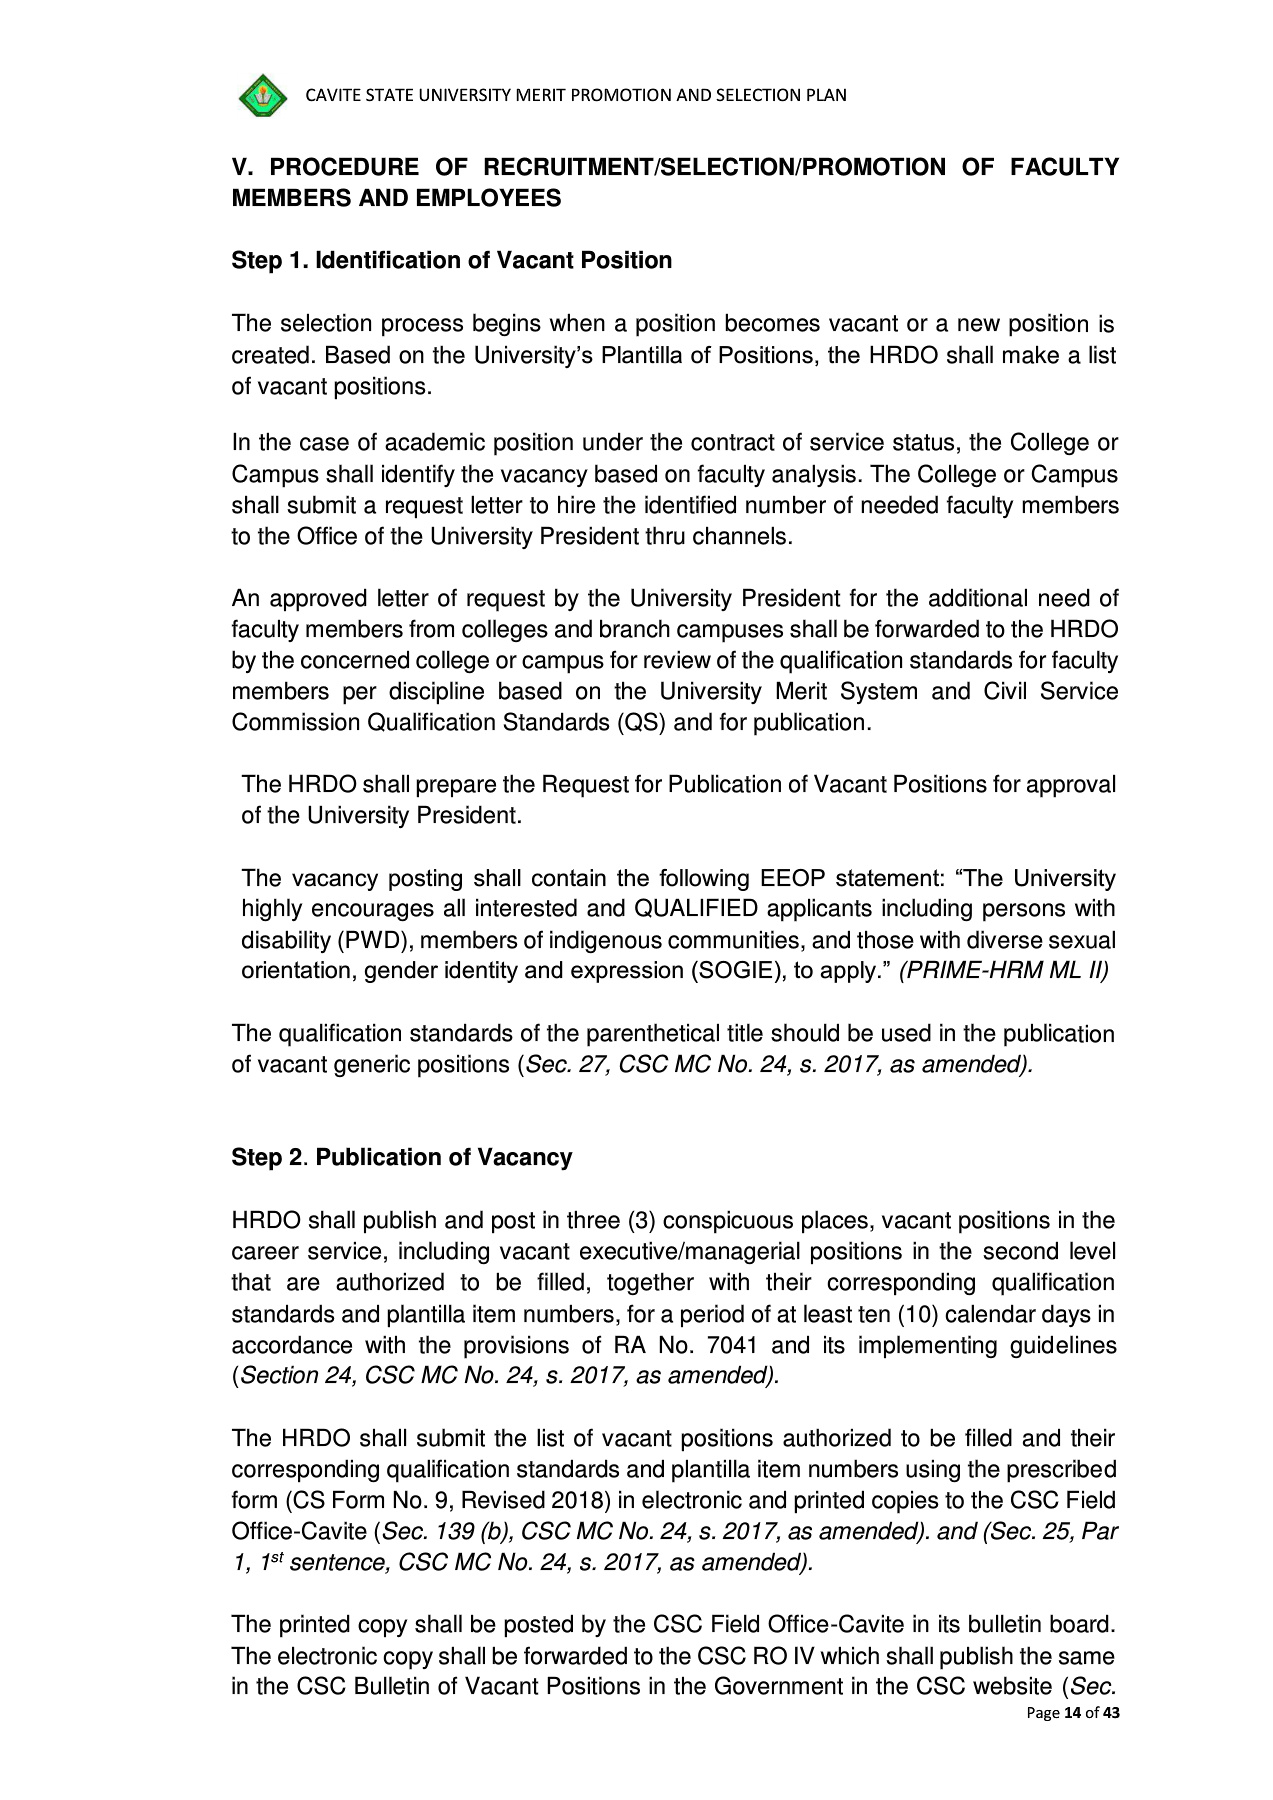 CAVITE STATE UNIVERSITY MERIT PROMOTION AND SELECTION PLAN
V. PROCEDURE OF RECRUITMENT/SELECTION/PROMOTION OF FACULTY
MEMBERS AND EMPLOYEES
Step 1. Identification of Vacant Position
The selection process begins when a position becomes vacant or a new position is
created. Based on the University’s Plantilla of Positions, the HRDO shall make a list
of vacant positions.
In the case of academic position under the contract of service status, the College or
Campus shall identify the vacancy based on faculty analysis. The College or Campus
shall submit a request letter to hire the identified number of needed faculty members
to the Office of the University President thru channels.
An approved letter of request by the University President for the additional need of
faculty members from colleges and branch campuses shall be forwarded to the HRDO
by the concerned college or campus for review of the qualification standards for faculty
members per discipline based on the University Merit System and Civil Service
Commission Qualification Standards (QS) and for publication.
The HRDO shall prepare the Request for Publication of Vacant Positions for approval
of the University President.
The vacancy posting shall contain the following EEOP statement: “The University
highly encourages all interested and QUALIFIED applicants including persons with
disability (PWD), members of indigenous communities, and those with diverse sexual
orientation, gender identity and expression (SOGIE), to apply.” (PRIME-HRM ML II)
The qualification standards of the parenthetical title should be used in the publication
of vacant generic positions (Sec. 27, CSC MC No. 24, s. 2017, as amended).
Step 2. Publication of Vacancy
HRDO shall publish and post in three (3) conspicuous places, vacant positions in the
career service, including vacant executive/managerial positions in the second level
that are authorized to be filled, together with their corresponding qualification
standards and plantilla item numbers, for a period of at least ten (10) calendar days in
accordance with the provisions of RA No. 7041 and its implementing guidelines
(Section 24, CSC MC No. 24, s. 2017, as amended).
The HRDO shall submit the list of vacant positions authorized to be filled and their
corresponding qualification standards and plantilla item numbers using the prescribed
form (CS Form No. 9, Revised 2018) in electronic and printed copies to the CSC Field
Office-Cavite (Sec. 139 (b), CSC MC No. 24, s. 2017, as amended). and (Sec. 25, Par
1, 1st sentence, CSC MC No. 24, s. 2017, as amended).
The printed copy shall be posted by the CSC Field Office-Cavite in its bulletin board.
The electronic copy shall be forwarded to the CSC RO IV which shall publish the same
in the CSC Bulletin of Vacant Positions in the Government in the CSC website (Sec.
Page 14 of 43